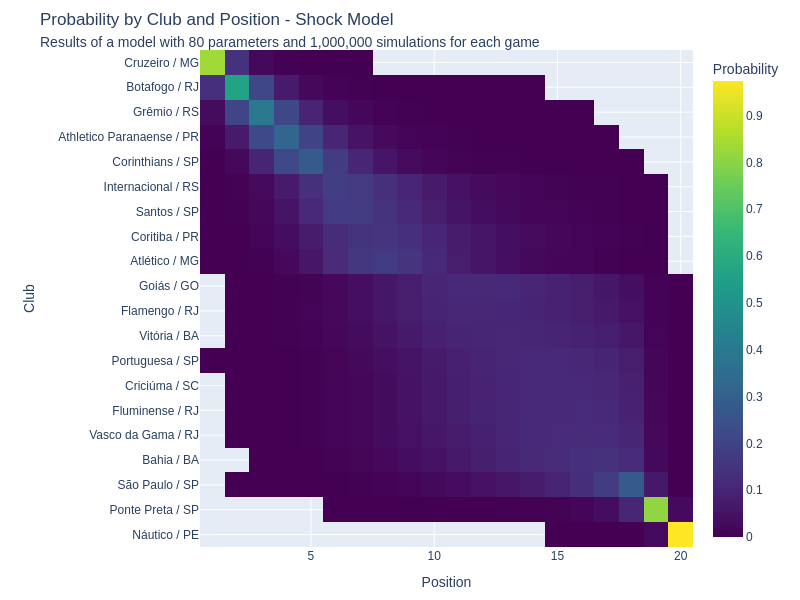 Probability by Club and Position - Shock Model
Results of a model with 80 parameters and 1,000,000 simulations for each game
Probability
Club
Cruzeiro / MG
Botafogo / RJ
Grêmio / RS
Athletico Paranaense / PR
Corinthians / SP
Internacional / RS
Santos / SP
Coritiba / PR
Atlético / MG
Goiás / GO
Flamengo / RJ
Vitória / BA
Portuguesa / SP
Criciúma / SC
Fluminense / RJ
Vasco da Gama / RJ
Bahia / BA
São Paulo / SP
Ponte Preta / SP
Náutico / PE
0.9
0.8
0.7
0.6
0.5
0.4
0.3
0.2
0.1
0
5 10 15 20
Position